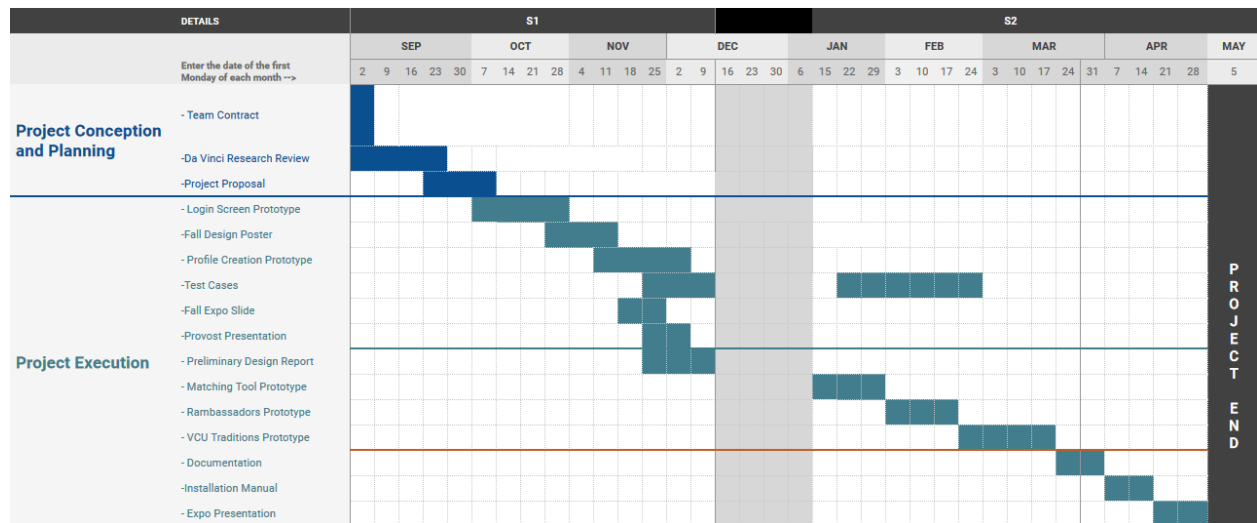 DETAILS S1 S2
SEP OCT NOV DEC JAN FEB MAR APR MAY
Enter the date of the first
Monday of each month --> 2 9 16 23 30 7 14 21 28 4 11 18 25 2 9 16 23 30 6 15 22 29 3 10 17 24 3 10 17 24 31 7 14 21 28 5
Project Conception
and Planning
- Team Contract
-Da Vinci Research Review
-Project Proposal
Project Execution
- Login Screen Prototype
-Fall Design Poster
- Profile Creation Prototype
-Test Cases
-Fall Expo Slide
-Provost Presentation
- Preliminary Design Report
- Matching Tool Prototype
- Rambassadors Prototype
- VCU Traditions Prototype
- Documentation
-Installation Manual
- Expo Presentation
PROJECT END